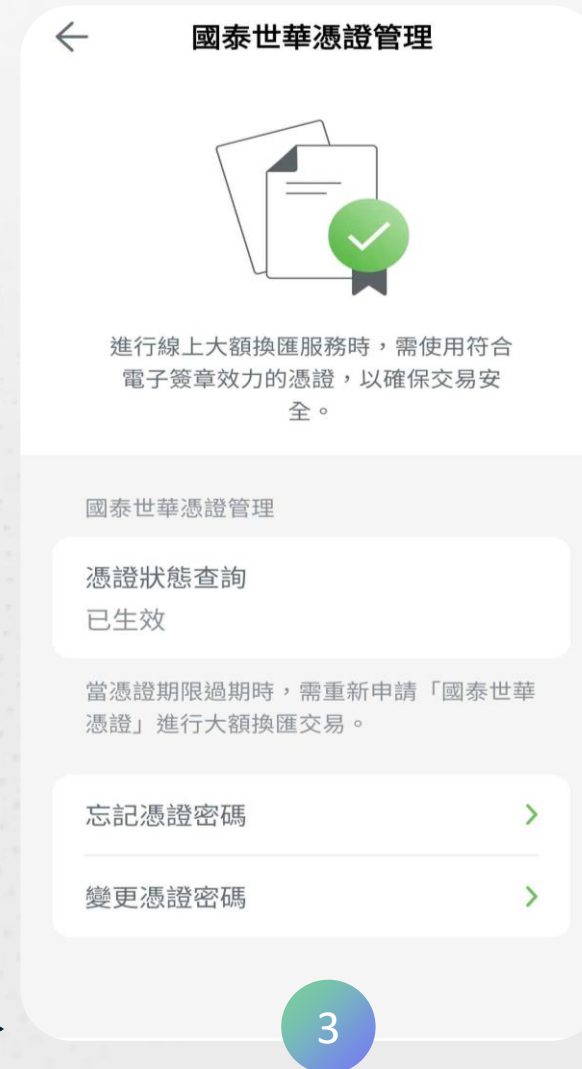 國泰世華憑證管理
進行線上大額換匯服務時，需使用符合
電子簽章效力的憑證，以確保交易安
全。
國泰世華憑證管理
憑證狀態查詢
已生效
當憑證期限過期時，需重新申請「國泰世華
憑證」進行大額換匯交易。
忘記憑證密碼
變更憑證密碼
3